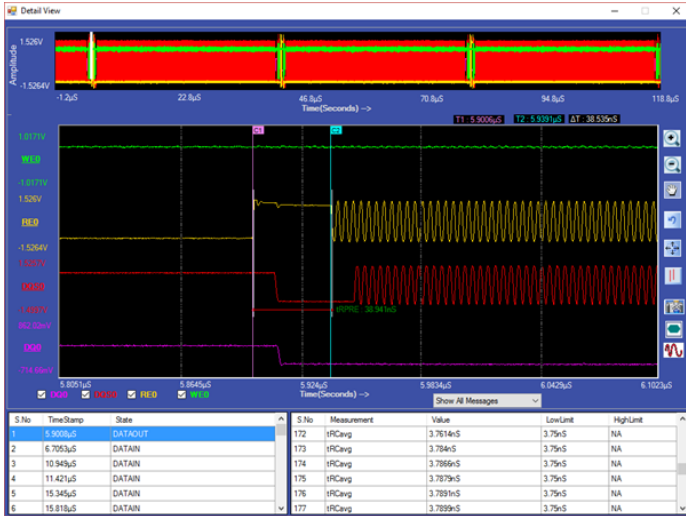 Detail View
Amplitude
1.526V
-1.5264V
-1.2µS 22.8µS 46.8µS 70.8µS 94.8µS 118.8µS
Time(Seconds) -->
T1 : 5.9006µS T2 : 5.9391µS ΔT : 38.535nS
C1 C2
1.0171V
WE0
-1.0171V
1.526V
RE0
-1.5264V
tRPRE : 38.941nS
DQ0
-714.66mV
5.8051µS 5.8645µS 5.924µS 5.9834µS 6.0429µS 6.1023µS
DQ0 DQS0 RE0 WE0
Time(Seconds) -->
Show All Messages
S.No TimeStamp State
1 5.9008µS DATAOUT
2 6.7053µS DATAIN
3 10.949µS DATAIN
4 11.421µS DATAIN
5 15.345µS DATAIN
6 15.818µS DATAIN
S.No Measurement Value LowLimit HighLimit
172 tRCavg 3.7614nS 3.75nS NA
173 tRCavg 3.784nS 3.75nS NA
174 tRCavg 3.7866nS 3.75nS NA
175 tRCavg 3.7879nS 3.75nS NA
176 tRCavg 3.7891nS 3.75nS NA
177 tRCavg 3.7899nS 3.75nS NA